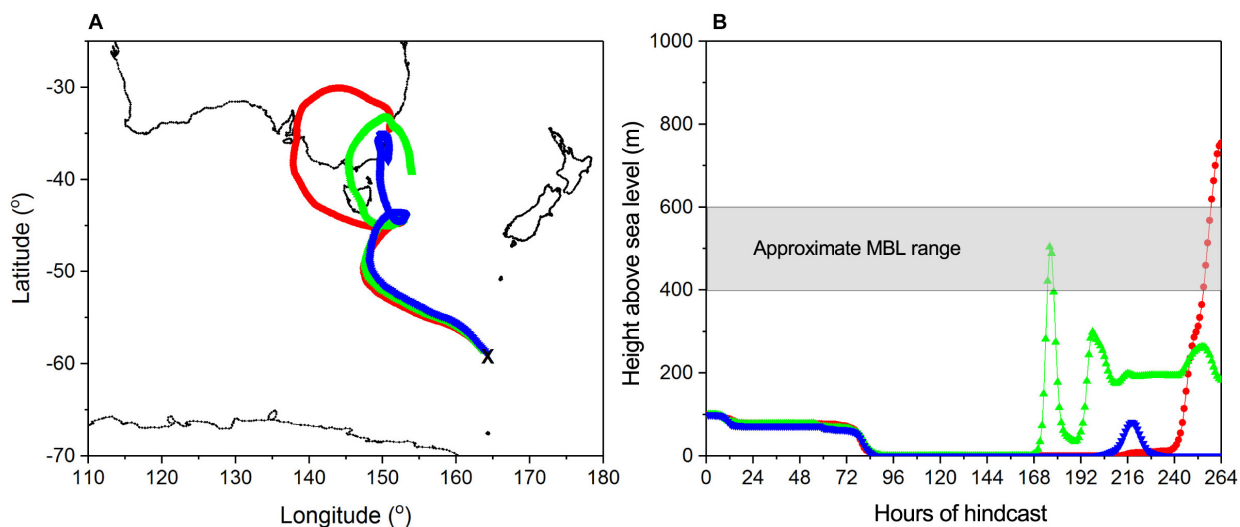 A
-30
-40
-50
-60
-70
110 120 130 140 150 160 170 180
Latitude (°)
Longitude (°)
X
B
1000
800
600
400
200
0
0 24 48 72 96 120 144 168 192 216 240 264
Height above sea level (m)
Hours of hindcast
Approximate MBL range